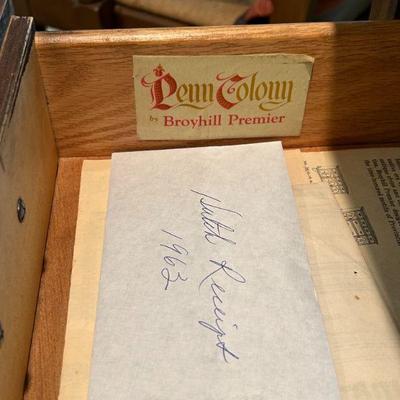 Penn Colony
by Broyhill Premier
Hutch Receipt
1963